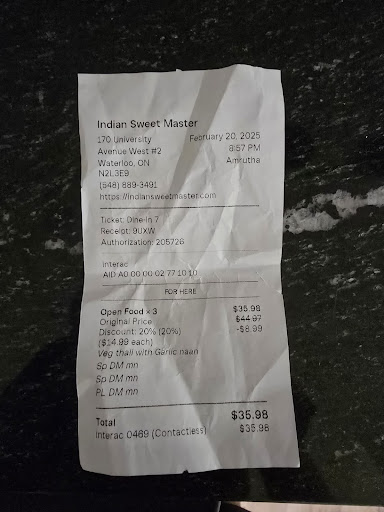 Indian Sweet Master
170 University February 20, 2025
Avenue West #2 8:57 PM
Waterloo, ON Amrutha
N2L3E9
(548) 889-3491
https://indiansweetmaster.com
Ticket: Dine-in 7
Receipt: 9UXW
Authorization: 205726
Interac
AID A0 00 00 02 77 10 10
FOR HERE
Open Food × 3 $35.98
Original Price $44.97
Discount: 20% (20%) -$8.99
($14.99 each)
Veg thali with Garlic naan
Sp DM mn
Sp DM mn
PL DM mn
Total $35.98
Interac 0469 (Contactless) $35.98